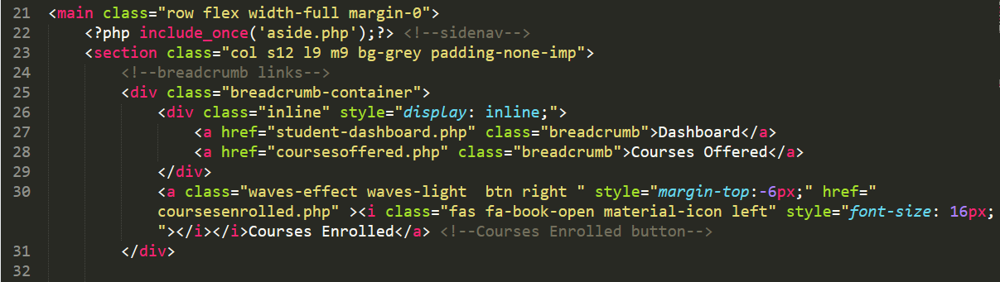 21 <main class="row flex width-full margin-0">
22 <?php include_once('aside.php');?> <!--sidenav-->
23 <section class="col s12 l9 m9 bg-grey padding-none-imp">
24 <!--breadcrumb links-->
25 <div class="breadcrumb-container">
26 <div class="inline" style="display: inline;">
27 <a href="student-dashboard.php" class="breadcrumb">Dashboard</a>
28 <a href="coursesoffered.php" class="breadcrumb">Courses Offered</a>
29 </div>
30 <a class="waves-effect waves-light  btn right " style="margin-top:-6px;" href="
coursesenrolled.php" ><i class="fas fa-book-open material-icon left" style="font-size: 16px;
"></i></i>Courses Enrolled</a> <!--Courses Enrolled button-->
31 </div>
32